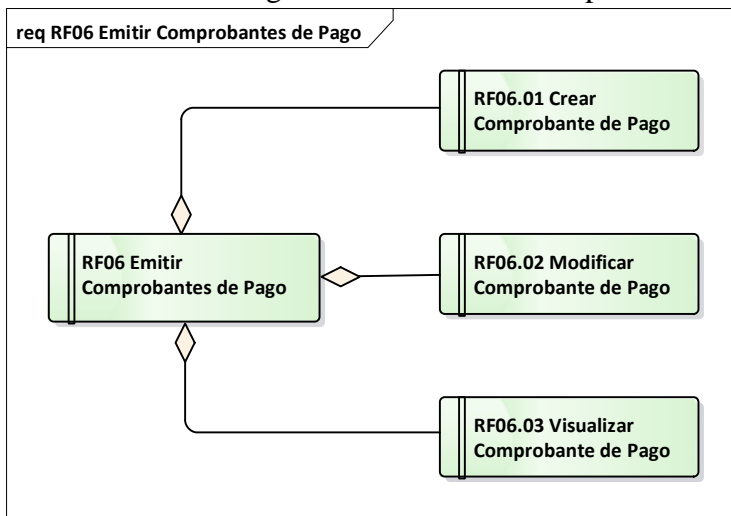 req RF06 Emitir Comprobantes de Pago
RF06.01 Crear
Comprobante de Pago
RF06 Emitir
Comprobantes de Pago
RF06.02 Modificar
Comprobante de Pago
RF06.03 Visualizar
Comprobante de Pago